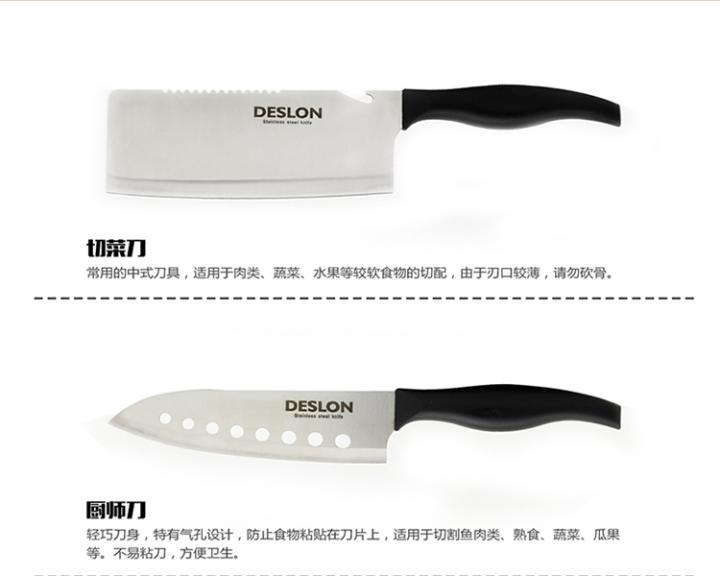 DESLON
Stainless steel knife
切菜刀
常用的中式刀具，适用于肉类、蔬菜、水果等较软食物的切配，由于刃口较薄，请勿砍骨。
DESLON
Stainless steel knife
厨师刀
轻巧刀身，特有气孔设计，防止食物粘贴在刀片上，适用于切割鱼肉类、熟食、蔬菜、瓜果
等。不易粘刀，方便卫生。